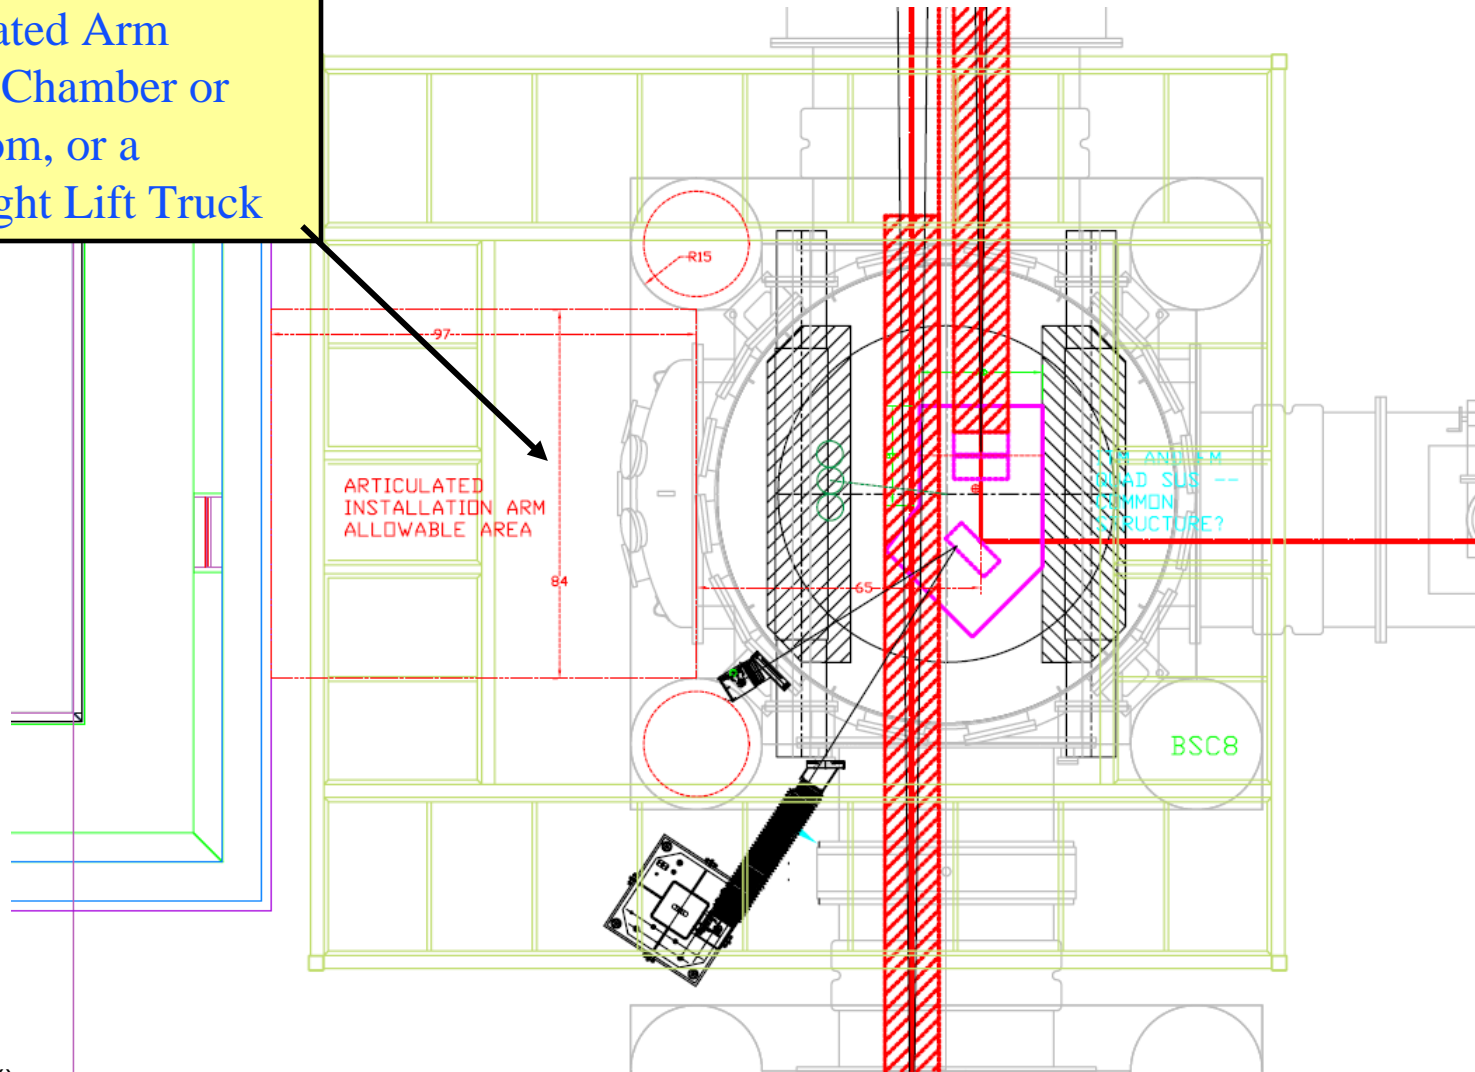 ated Arm
Chamber or
om, or a
ght Lift Truck
R15
97
ARTICULATED
INSTALLATION ARM
ALLOWABLE AREA
AND
QUAD SUS --
COMMON
STRUCTURE?
84
65
BSC8